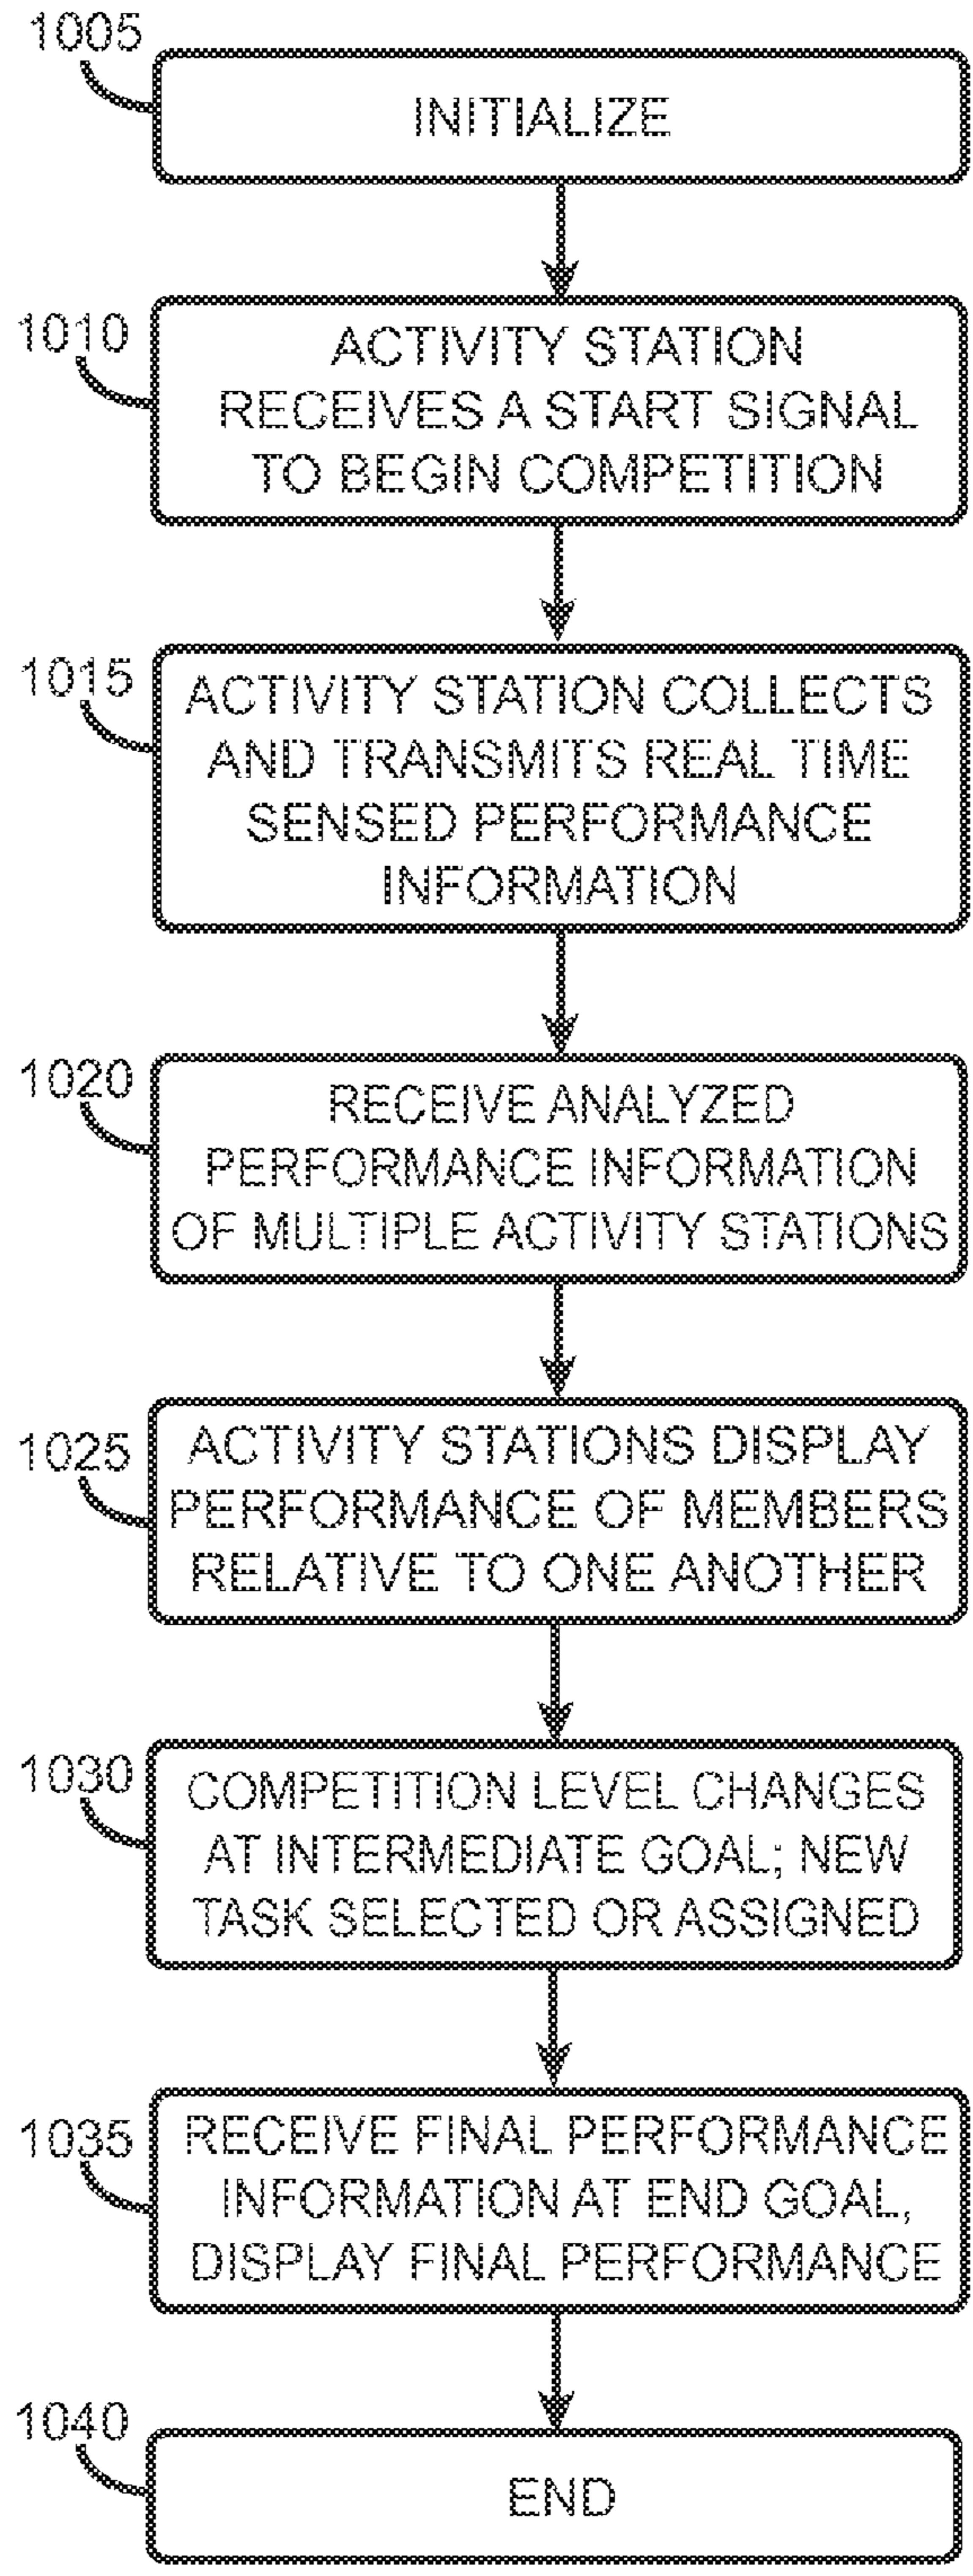 1005
INITIALIZE
1010
ACTIVITY STATION
RECEIVES A START SIGNAL
TO BEGIN COMPETITION
1015
ACTIVITY STATION COLLECTS
AND TRANSMITS REAL TIME
SENSED PERFORMANCE
INFORMATION
1020
RECEIVE ANALYZED
PERFORMANCE INFORMATION
OF MULTIPLE ACTIVITY STATIONS
1025
ACTIVITY STATIONS DISPLAY
PERFORMANCE OF MEMBERS
RELATIVE TO ONE ANOTHER
1030
COMPETITION LEVEL CHANGES
AT INTERMEDIATE GOAL; NEW
TASK SELECTED OR ASSIGNED
1035
RECEIVE FINAL PERFORMANCE
INFORMATION AT END GOAL,
DISPLAY FINAL PERFORMANCE
1040
END